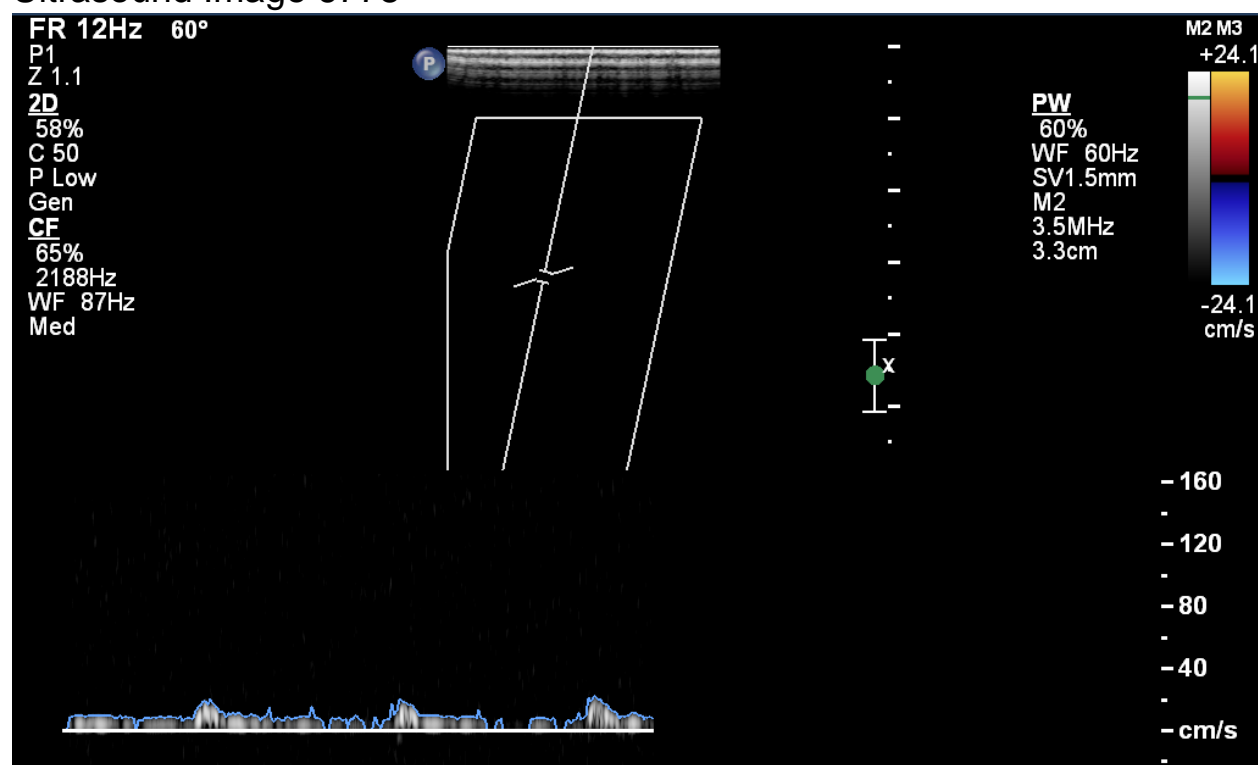 FR 12Hz 60°
P1
Z 1.1
2D
58%
C 50
P Low
Gen
CF
65%
2188Hz
WF 87Hz
Med
P
x
PW
60%
WF 60Hz
SV1.5mm
M2
3.5MHz
3.3cm
M2 M3
+24.1
-24.1
cm/s
160
120
80
40
cm/s